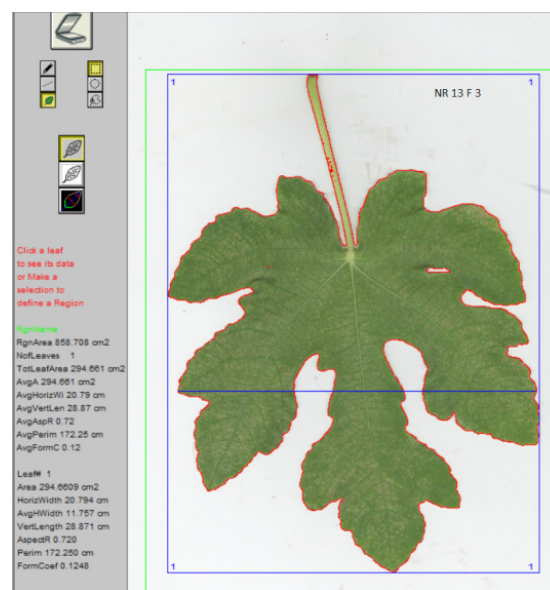 1 1
NR 13 F 3
Click a leaf
to see its data
or Make a
selection to
define a Region
RgnName
RgnArea 858.708 cm2
NofLeaves 1
TotLeafArea 294.661 cm2
AvgA 294.661 cm2
AvgHorizWi 20.79 cm
AvgVertLen 28.87 cm
AvgAspR 0.72
AvgPerim 172.25 cm
AvgFormC 0.12
Leaf# 1
Area 294.6609 cm2
HorizWidth 20.794 cm
AvgHWidth 11.757 cm
VertLength 28.871 cm
AspectR 0.720
Perim 172.250 cm
FormCoef 0.1248
1 1